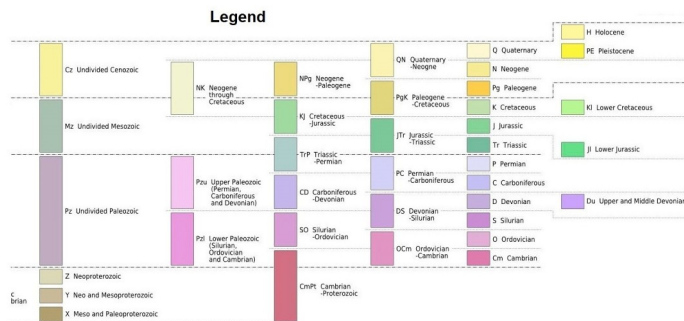 Legend
Cz Undivided Cenozoic
Mz Undivided Mesozoic
Pz Undivided Paleozoic
Z Neoproterozoic
Y Neo and Mesoproterozoic
X Meso and Paleoproterozoic
c
brian
NK Neogene
through
Cretaceous
Pzu Upper Paleozoic
(Permian,
Carboniferous
and Devonian)
Pzl Lower Paleozoic
(Silurian,
Ordovician
and Cambrian)
NPg Neogene
-Paleogene
KJ Cretaceous
-Jurassic
TrP Triassic
-Permian
CD Carboniferous
-Devonian
SO Silurian
-Ordovician
CmPt Cambrian
-Proterozoic
QN Quaternary
-Neogne
PgK Paleogene
-Cretaceous
JTr Jurassic
-Triassic
PC Permian
-Carboniferous
DS Devonian
-Silurian
OCm Ordovician
-Cambrian
Q Quaternary
N Neogene
Pg Paleogene
K Cretaceous
J Jurassic
Tr Triassic
P Permian
C Carboniferous
D Devonian
S Silurian
O Ordovician
Cm Cambrian
H Holocene
PE Pleistocene
Kl Lower Cretaceous
Jl Lower Jurassic
Du Upper and Middle Devonian